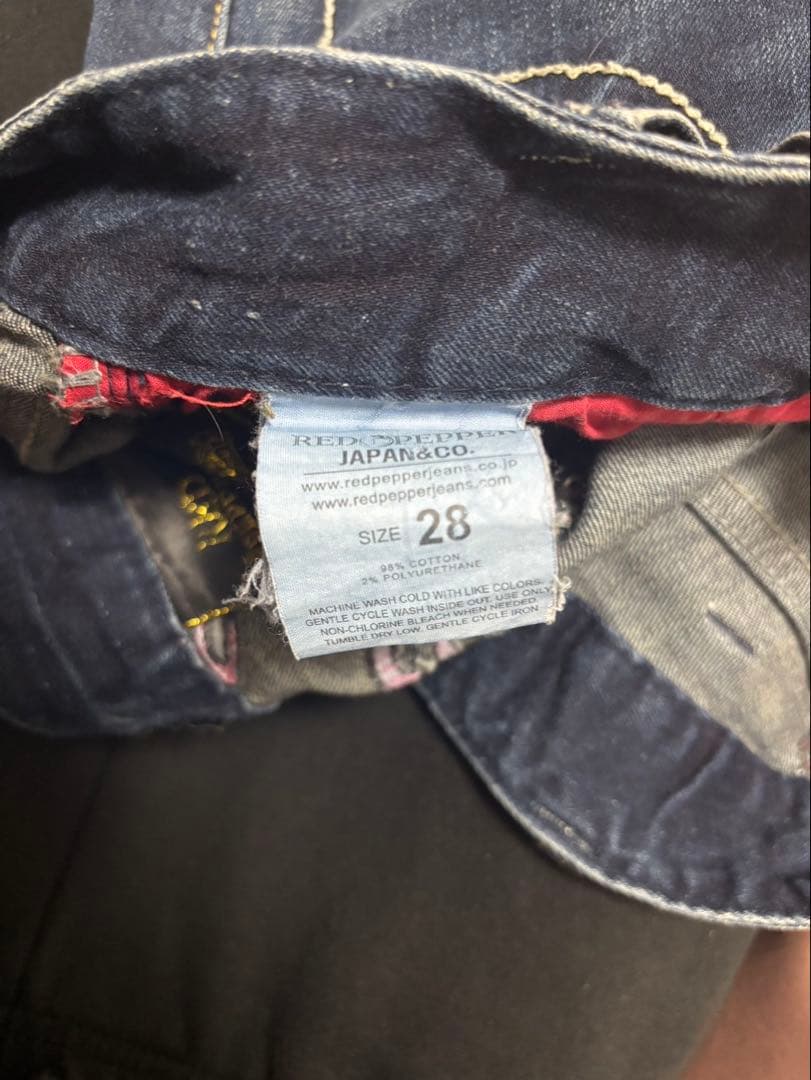 RED PEPPER
JAPAN&CO.
www.redpepperjeans.co.jp
www.redpepperjeans.com
SIZE 28
98% COTTON
2% POLYURETHANE
MACHINE WASH COLD WITH LIKE COLORS.
GENTLE CYCLE WASH INSIDE OUT. USE ONLY
NON-CHLORINE BLEACH WHEN NEEDED.
TUMBLE DRY LOW. GENTLE CYCLE IRON